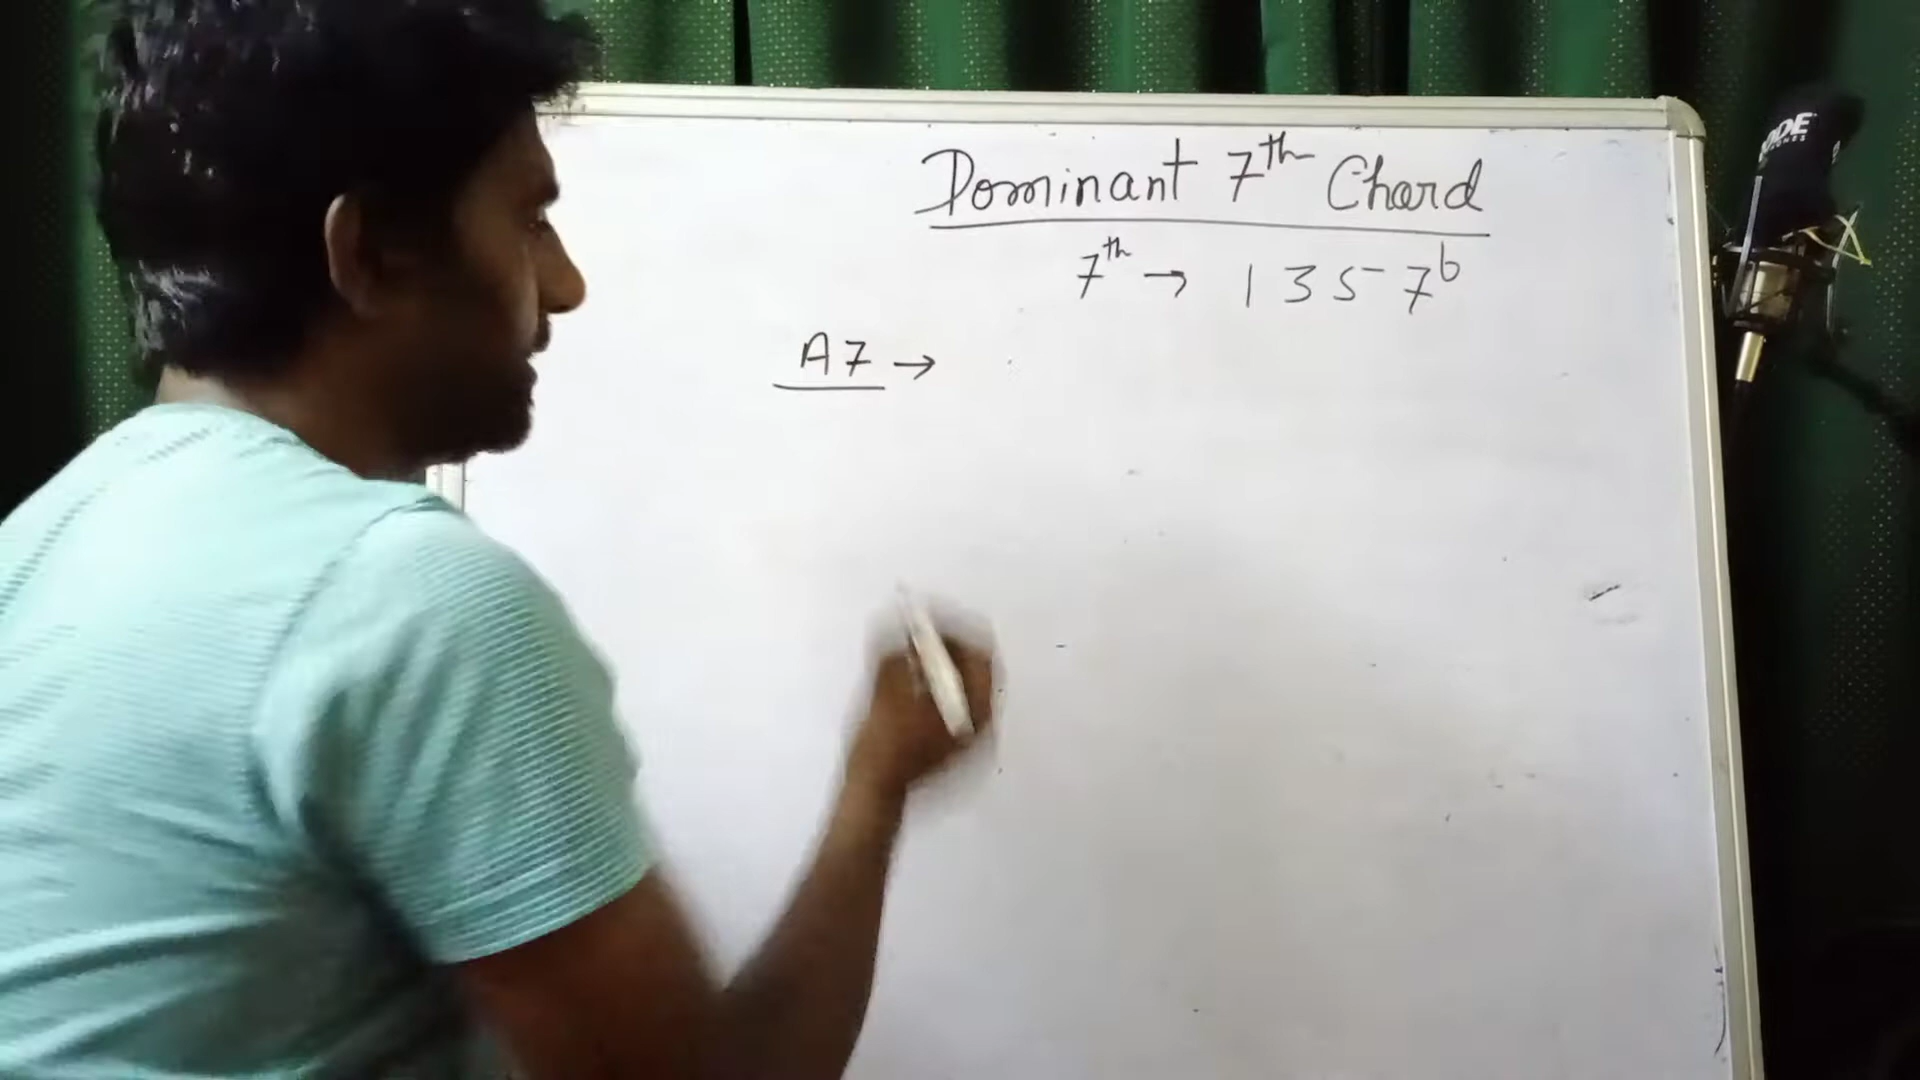 Dominant 7th Chord
7th → 1 3 5 7b
A7 →